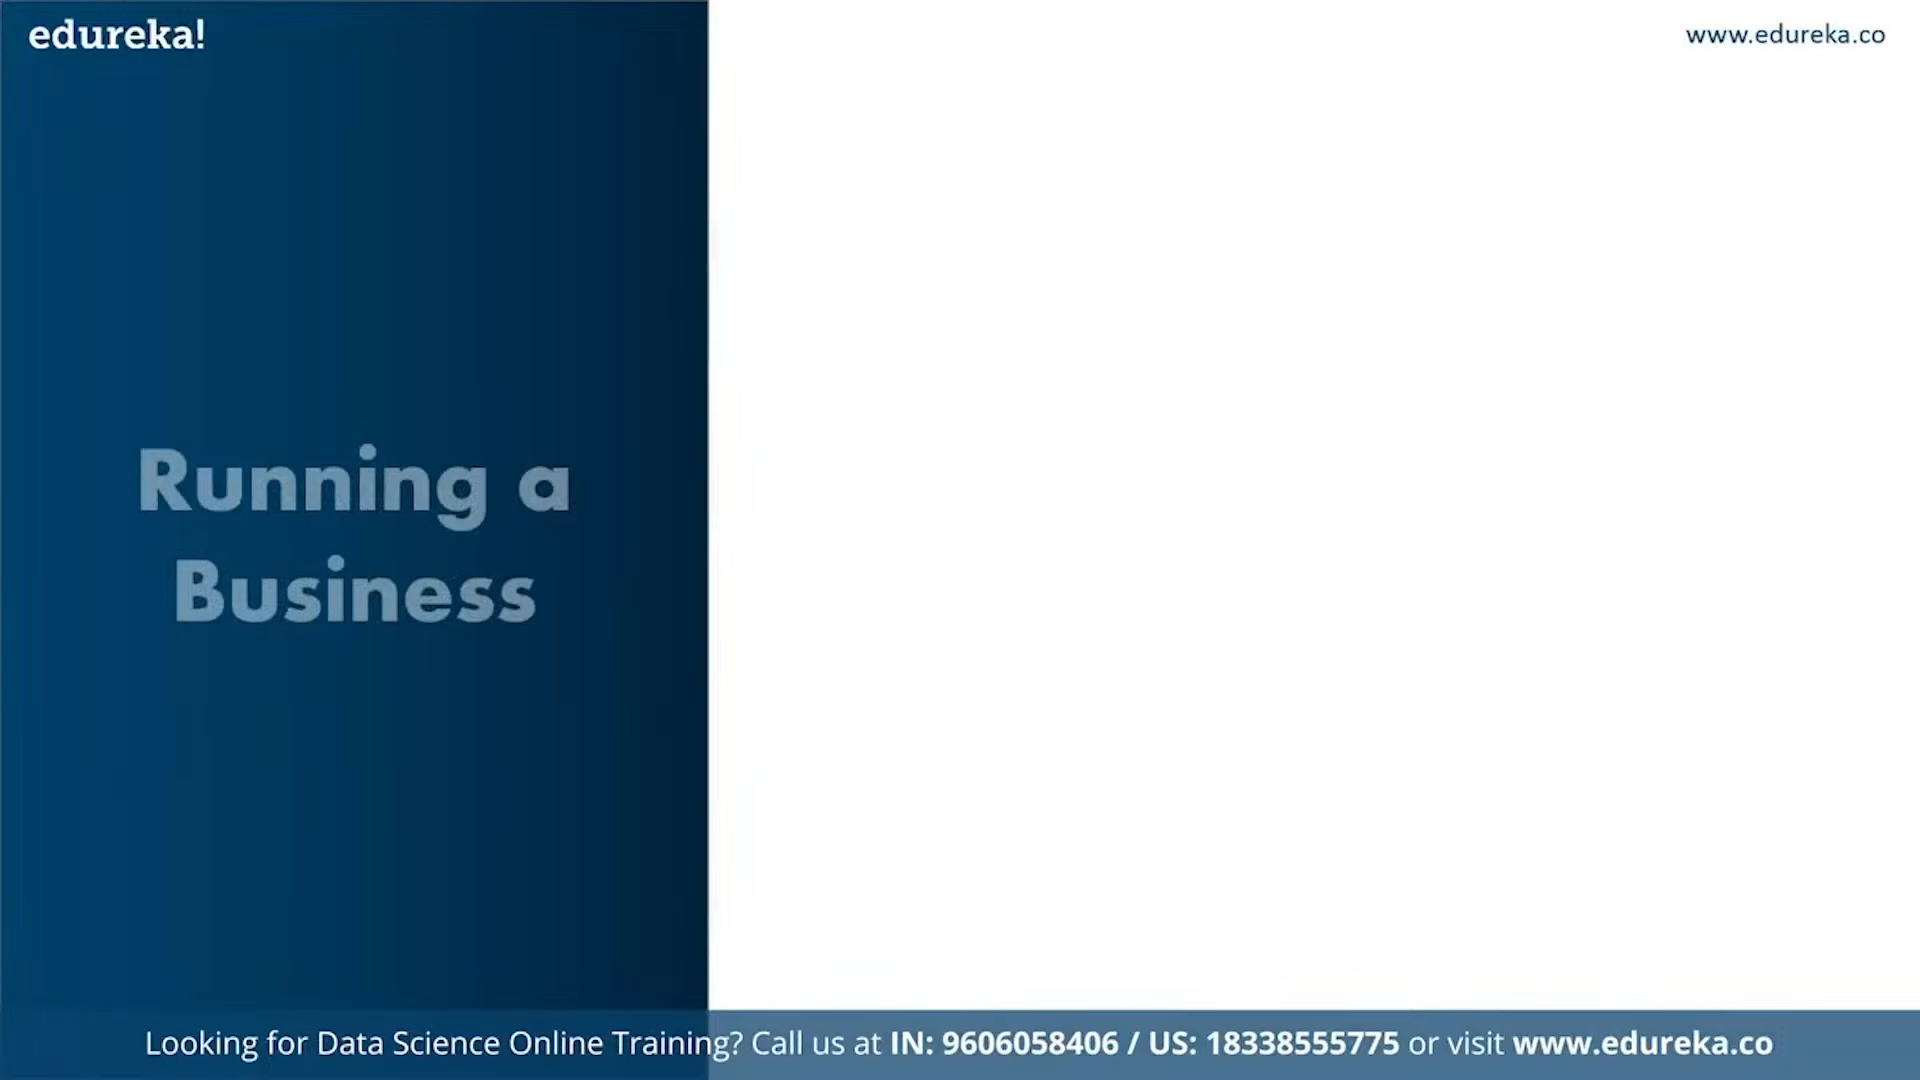 edureka!
www.edureka.co
Running a
Business
Looking for Data Science Online Training? Call us at IN: 9606058406 / US: 18338555775 or visit www.edureka.co